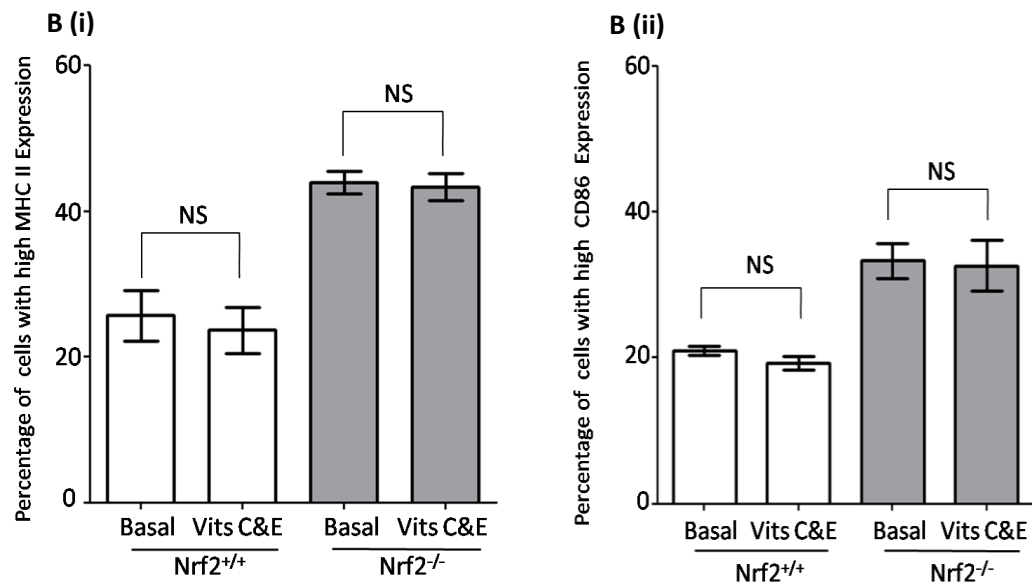 B (i)
Percentage of cells with high MHC II Expression
60
40
20
0
NS
NS
Basal Vits C&E Basal Vits C&E
Nrf2+/+ Nrf2-/-
B (ii)
Percentage of cells with high CD86 Expression
60
40
20
0
NS
NS
Basal Vits C&E Basal Vits C&E
Nrf2+/+ Nrf2-/-